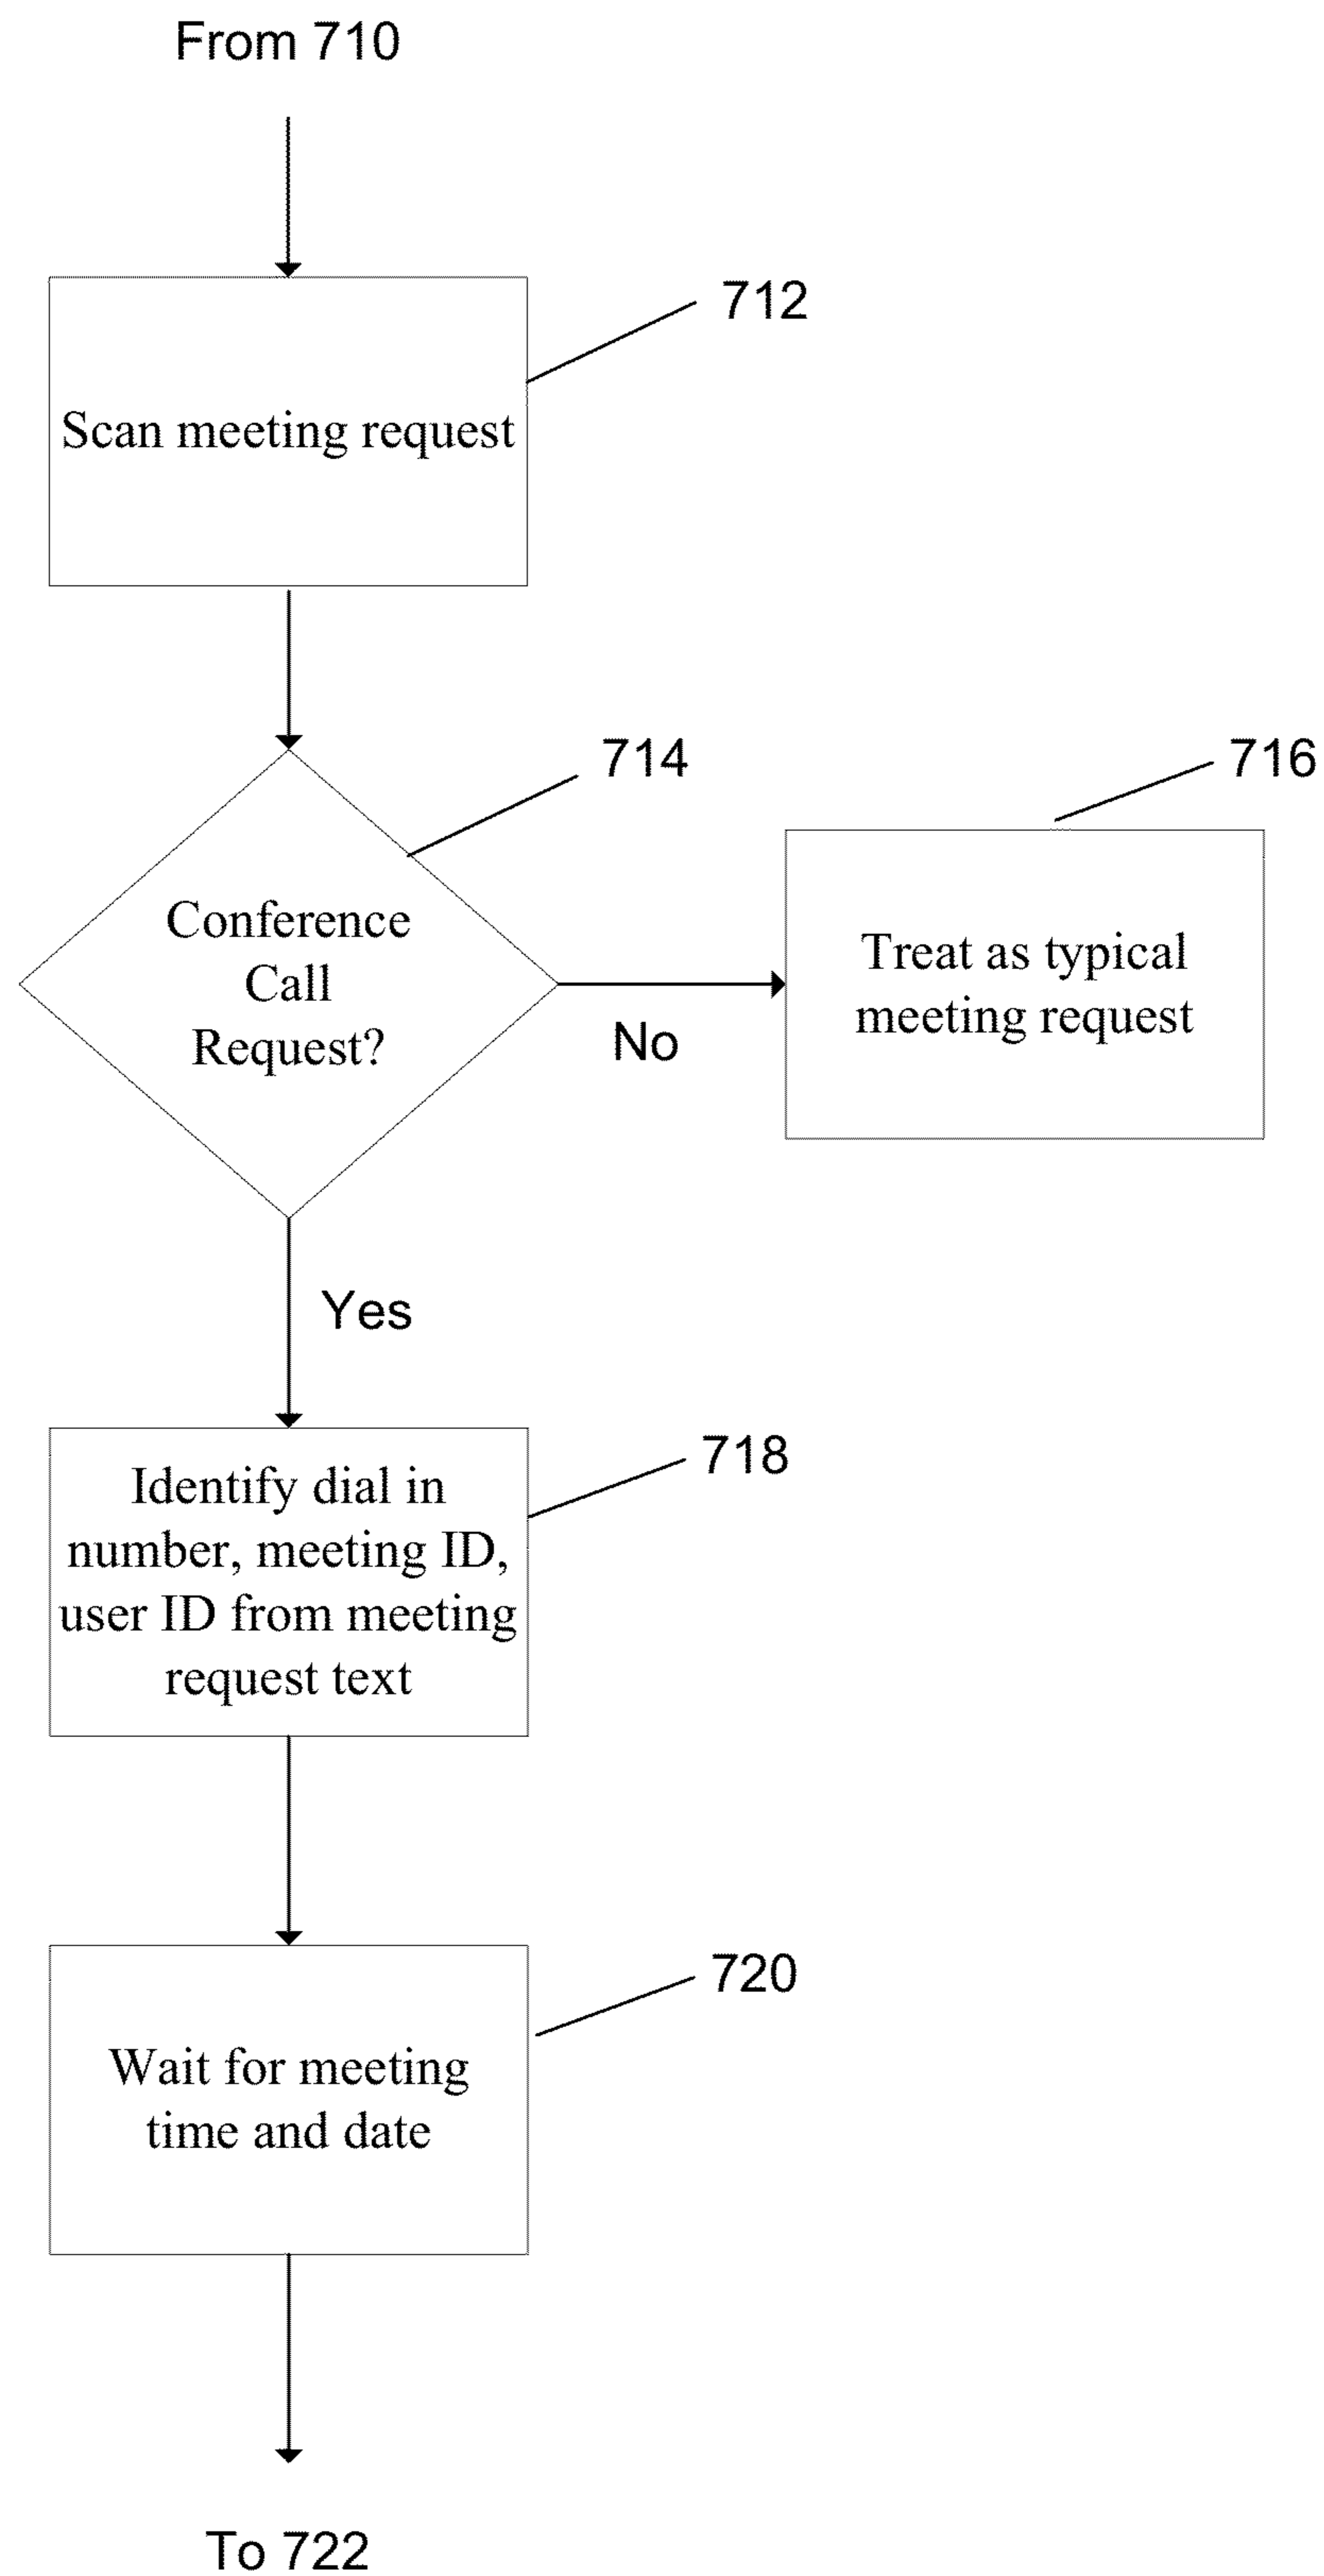 From 710
712
Scan meeting request
714
716
Conference
Call
Request?
Treat as typical
meeting request
No
Yes
718
Identify dial in
number, meeting ID,
user ID from meeting
request text
720
Wait for meeting
time and date
To 722